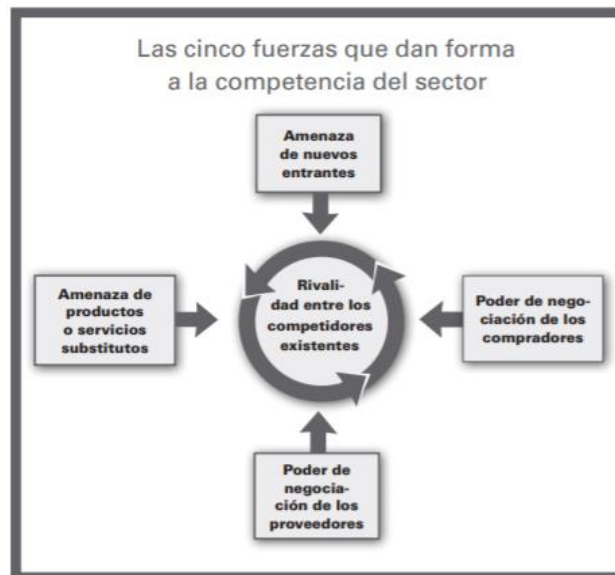 Las cinco fuerzas que dan forma
a la competencia del sector
Amenaza
de nuevos
entrantes
Amenaza de
productos
o servicios
substitutos
Rivali-
dad entre los
competidores
existentes
Poder de nego-
ciación de los
compradores
Poder de
negocia-
ción de los
proveedores